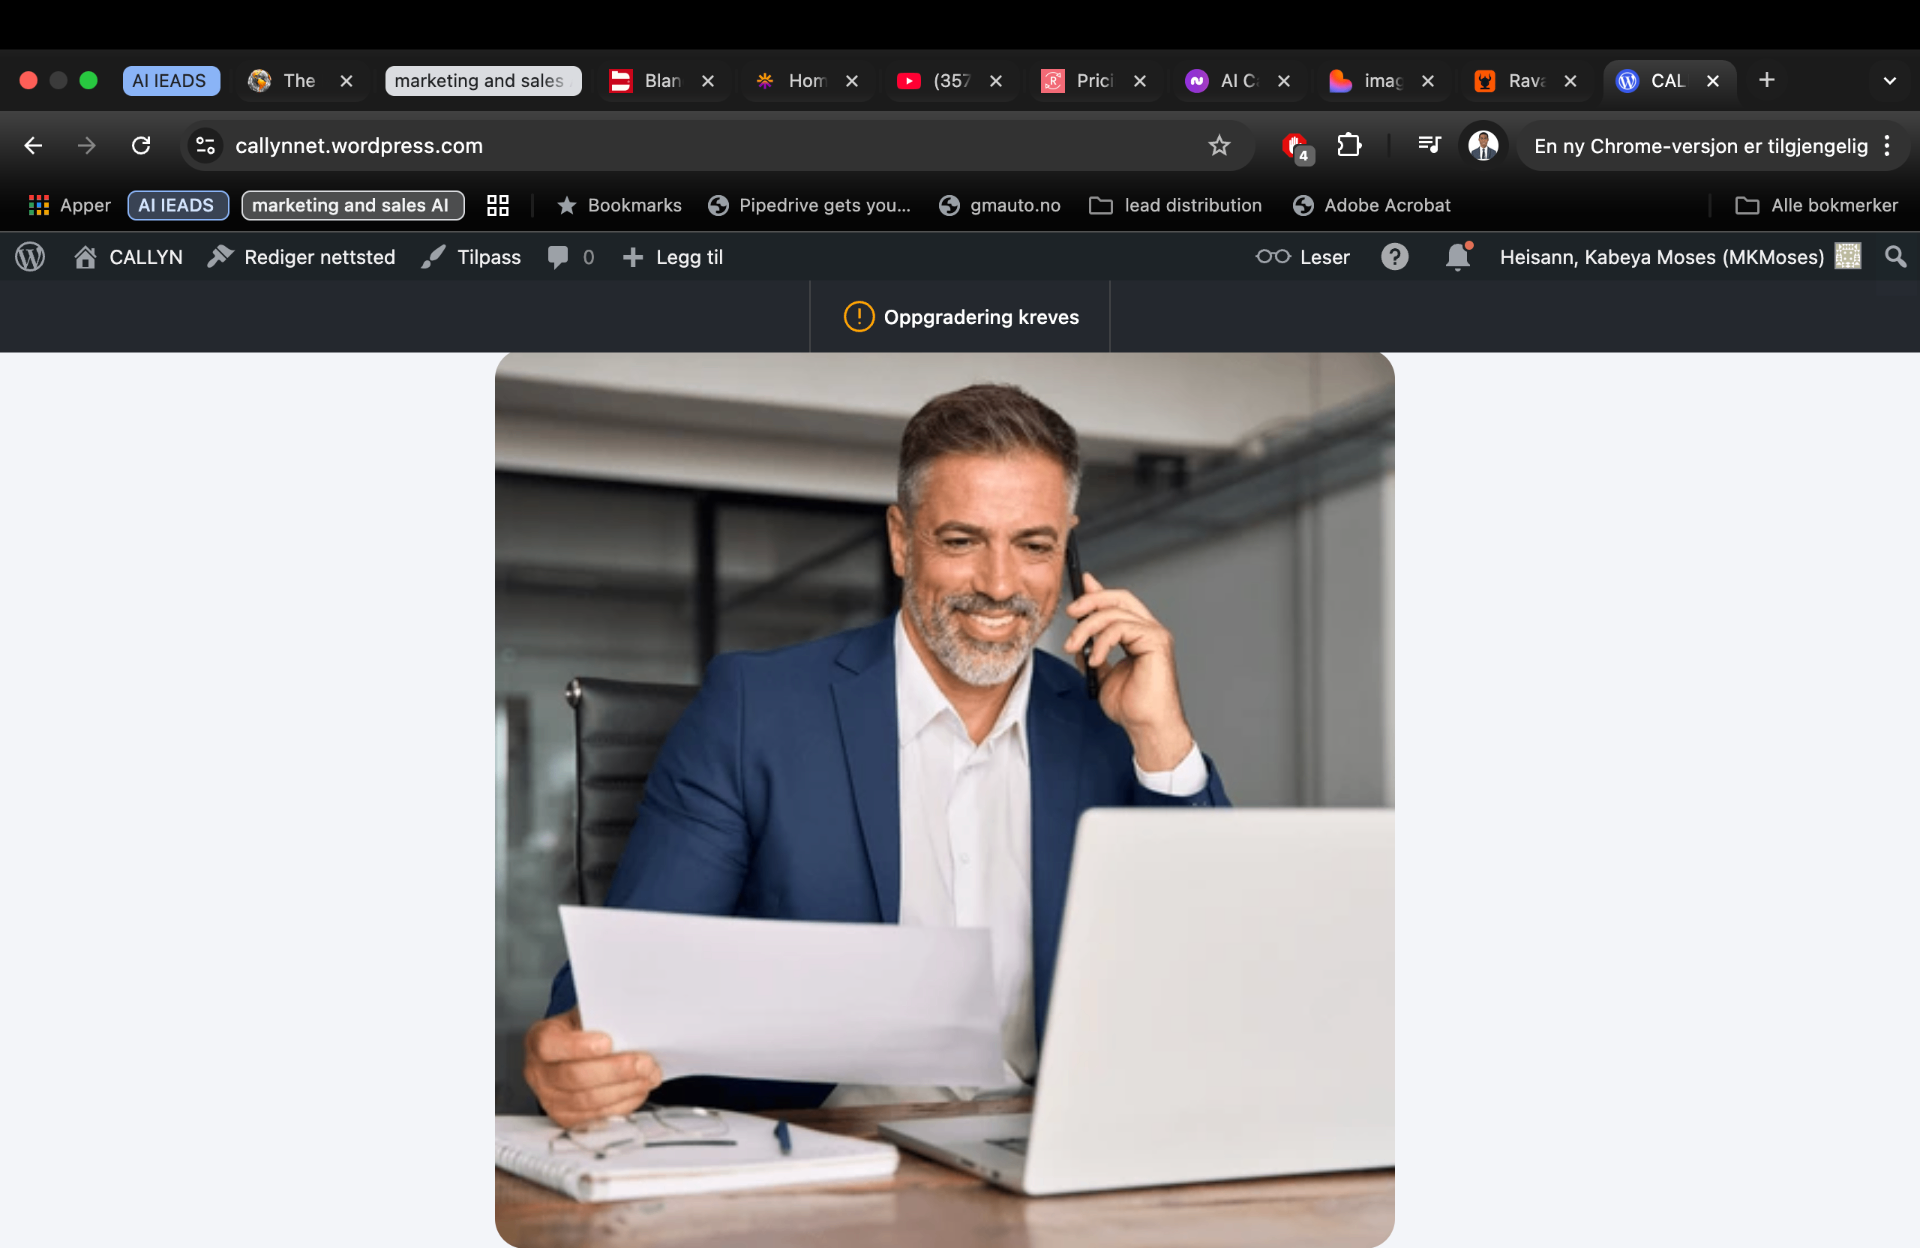 AI lEADS The marketing and sales Blan Hom (357 Prici AI C imag Rava CAL
callynnet.wordpress.com 4 En ny Chrome-versjon er tilgjengelig
Apper AI lEADS marketing and sales AI Bookmarks Pipedrive gets you... gmauto.no lead distribution Adobe Acrobat Alle bokmerker
CALLYN Rediger nettsted Tilpass 0 Legg til Leser Heisann, Kabeya Moses (MKMoses)
Oppgradering kreves